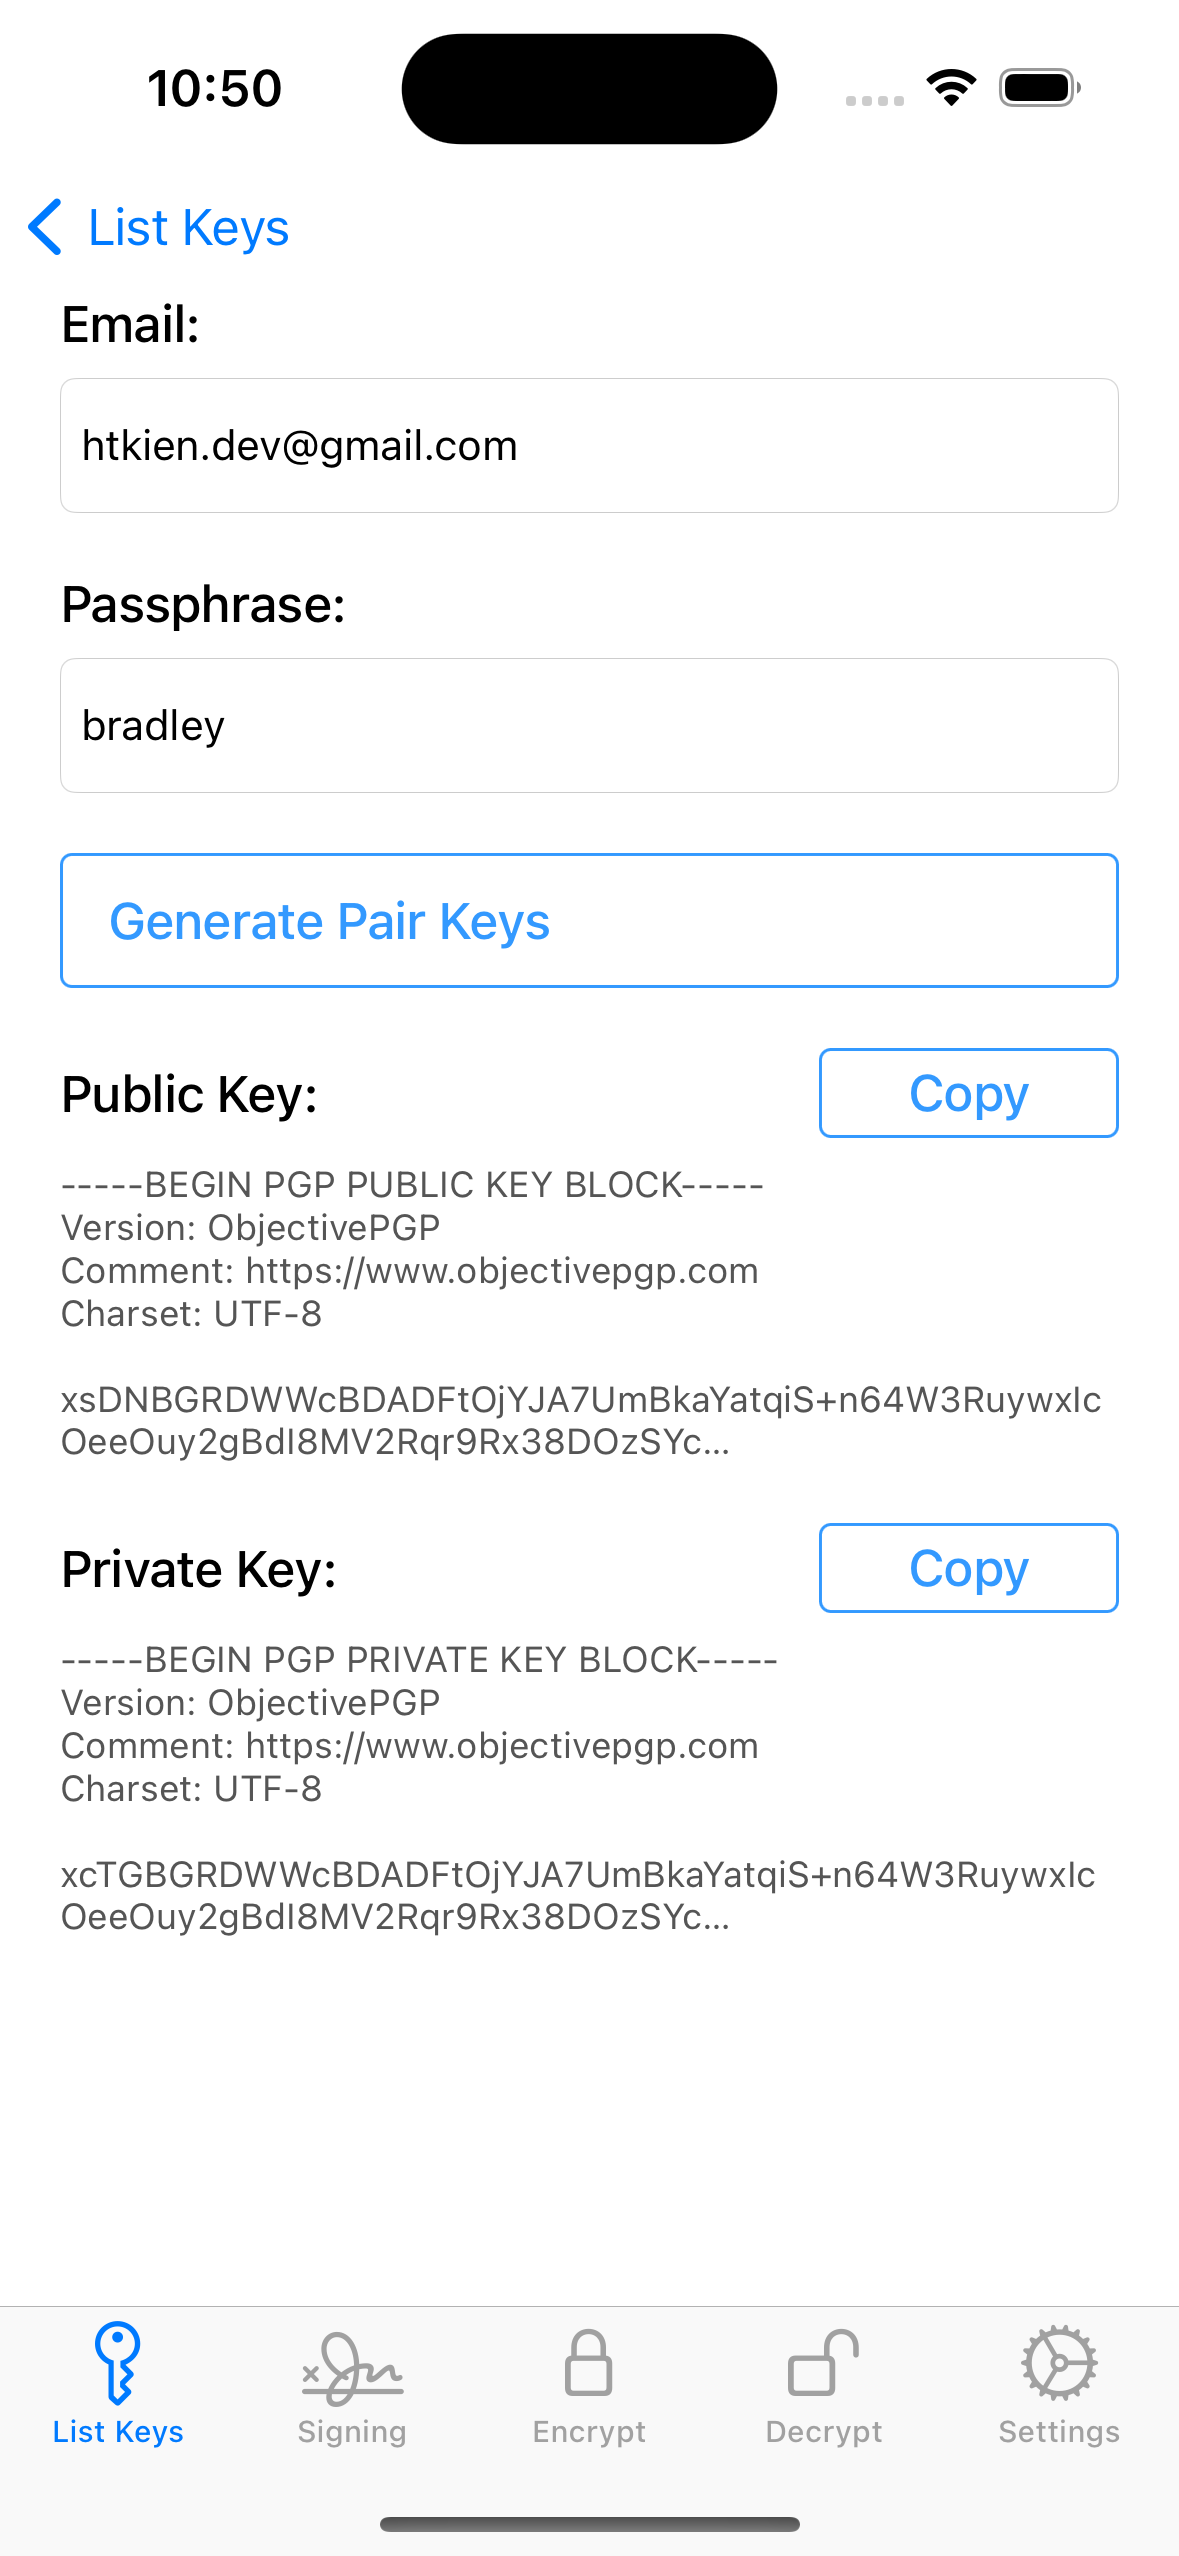 10:50
List Keys
Email:
htkien.dev@gmail.com
Passphrase:
bradley
Generate Pair Keys
Public Key:
Copy
-----BEGIN PGP PUBLIC KEY BLOCK-----
Version: ObjectivePGP
Comment: https://www.objectivepgp.com
Charset: UTF-8
xsDNBGRDWWcBDADFtOjYJA7UmBkaYatqiS+n64W3RuywxIc
OeeOuy2gBdI8MV2Rqr9Rx38DOzSYc...
Private Key:
Copy
-----BEGIN PGP PRIVATE KEY BLOCK-----
Version: ObjectivePGP
Comment: https://www.objectivepgp.com
Charset: UTF-8
xcTGBGRDWWcBDADFtOjYJA7UmBkaYatqiS+n64W3RuywxIc
OeeOuy2gBdI8MV2Rqr9Rx38DOzSYc...
List Keys
Signing
Encrypt
Decrypt
Settings